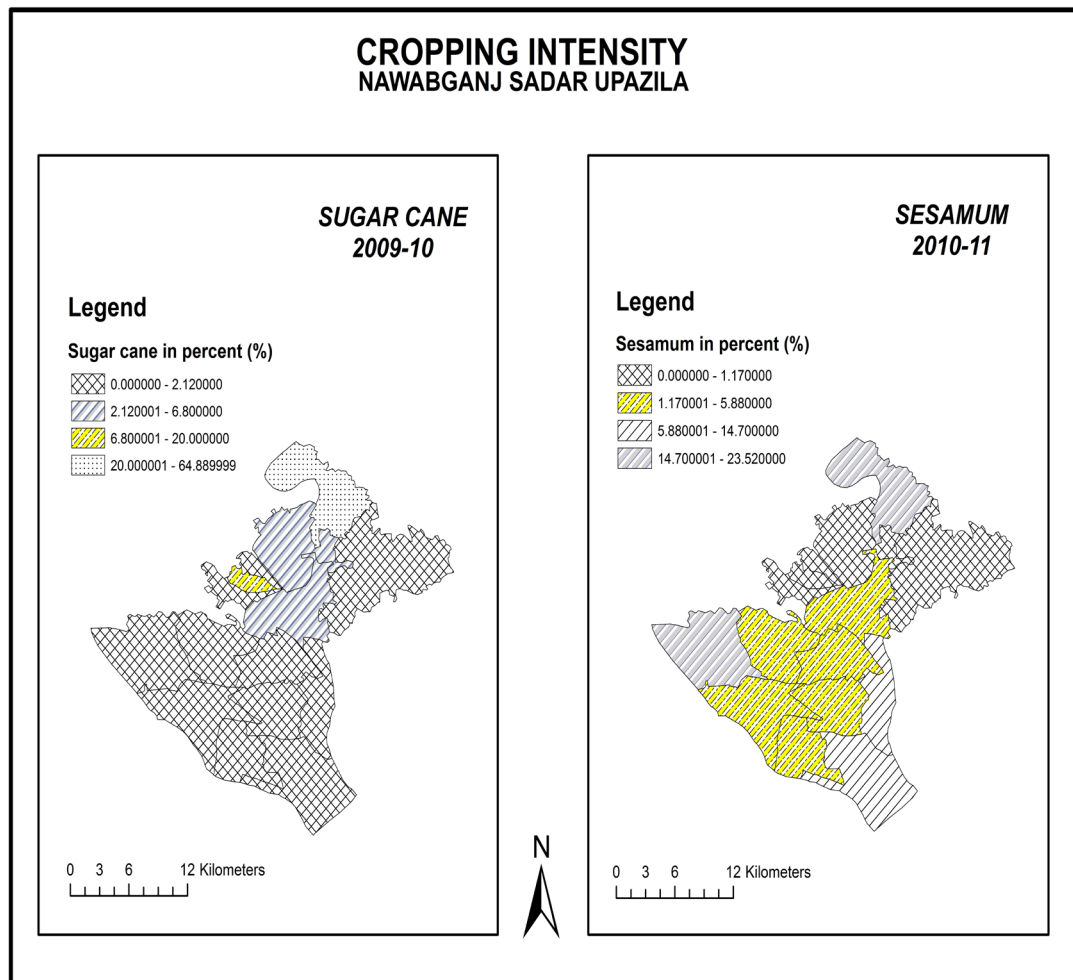 CROPPING INTENSITY
NAWABGANJ SADAR UPAZILA
SUGAR CANE
2009-10
Legend
Sugar cane in percent (%)
0.000000 - 2.120000
2.120001 - 6.800000
6.800001 - 20.000000
20.000001 - 64.889999
0 3 6 12 Kilometers
N
SESAMUM
2010-11
Legend
Sesamum in percent (%)
0.000000 - 1.170000
1.170001 - 5.880000
5.880001 - 14.700000
14.700001 - 23.520000
0 3 6 12 Kilometers